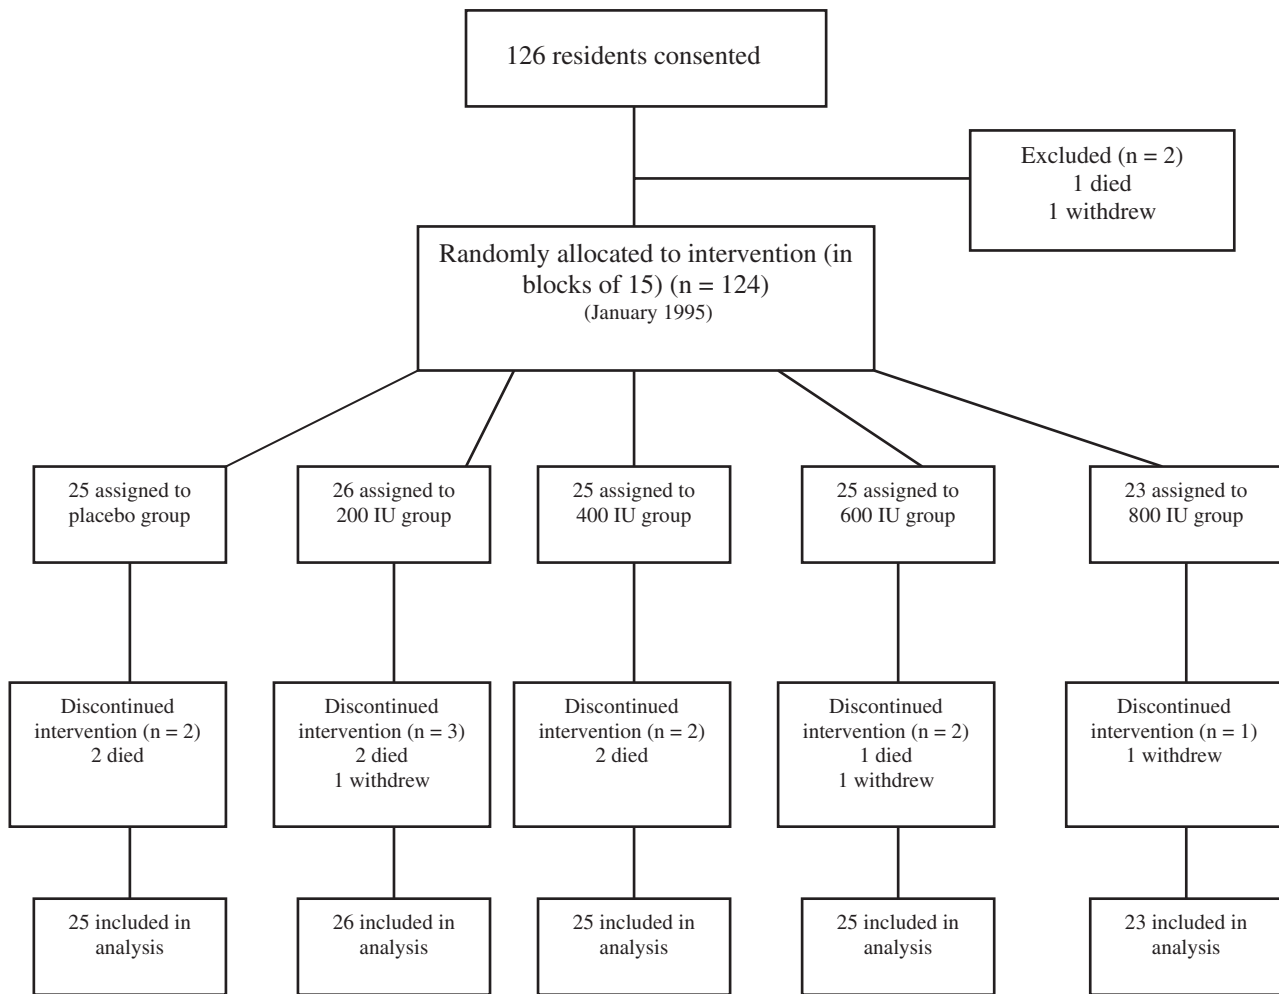 126 residents consented
Excluded (n = 2)
1 died
1 withdrew
Randomly allocated to intervention (in
blocks of 15) (n = 124)
(January 1995)
25 assigned to
placebo group
26 assigned to
200 IU group
25 assigned to
400 IU group
25 assigned to
600 IU group
23 assigned to
800 IU group
Discontinued
intervention (n = 2)
2 died
Discontinued
intervention (n = 3)
2 died
1 withdrew
Discontinued
intervention (n = 2)
2 died
Discontinued
intervention (n = 2)
1 died
1 withdrew
Discontinued
intervention (n = 1)
1 withdrew
25 included in
analysis
26 included in
analysis
25 included in
analysis
25 included in
analysis
23 included in
analysis